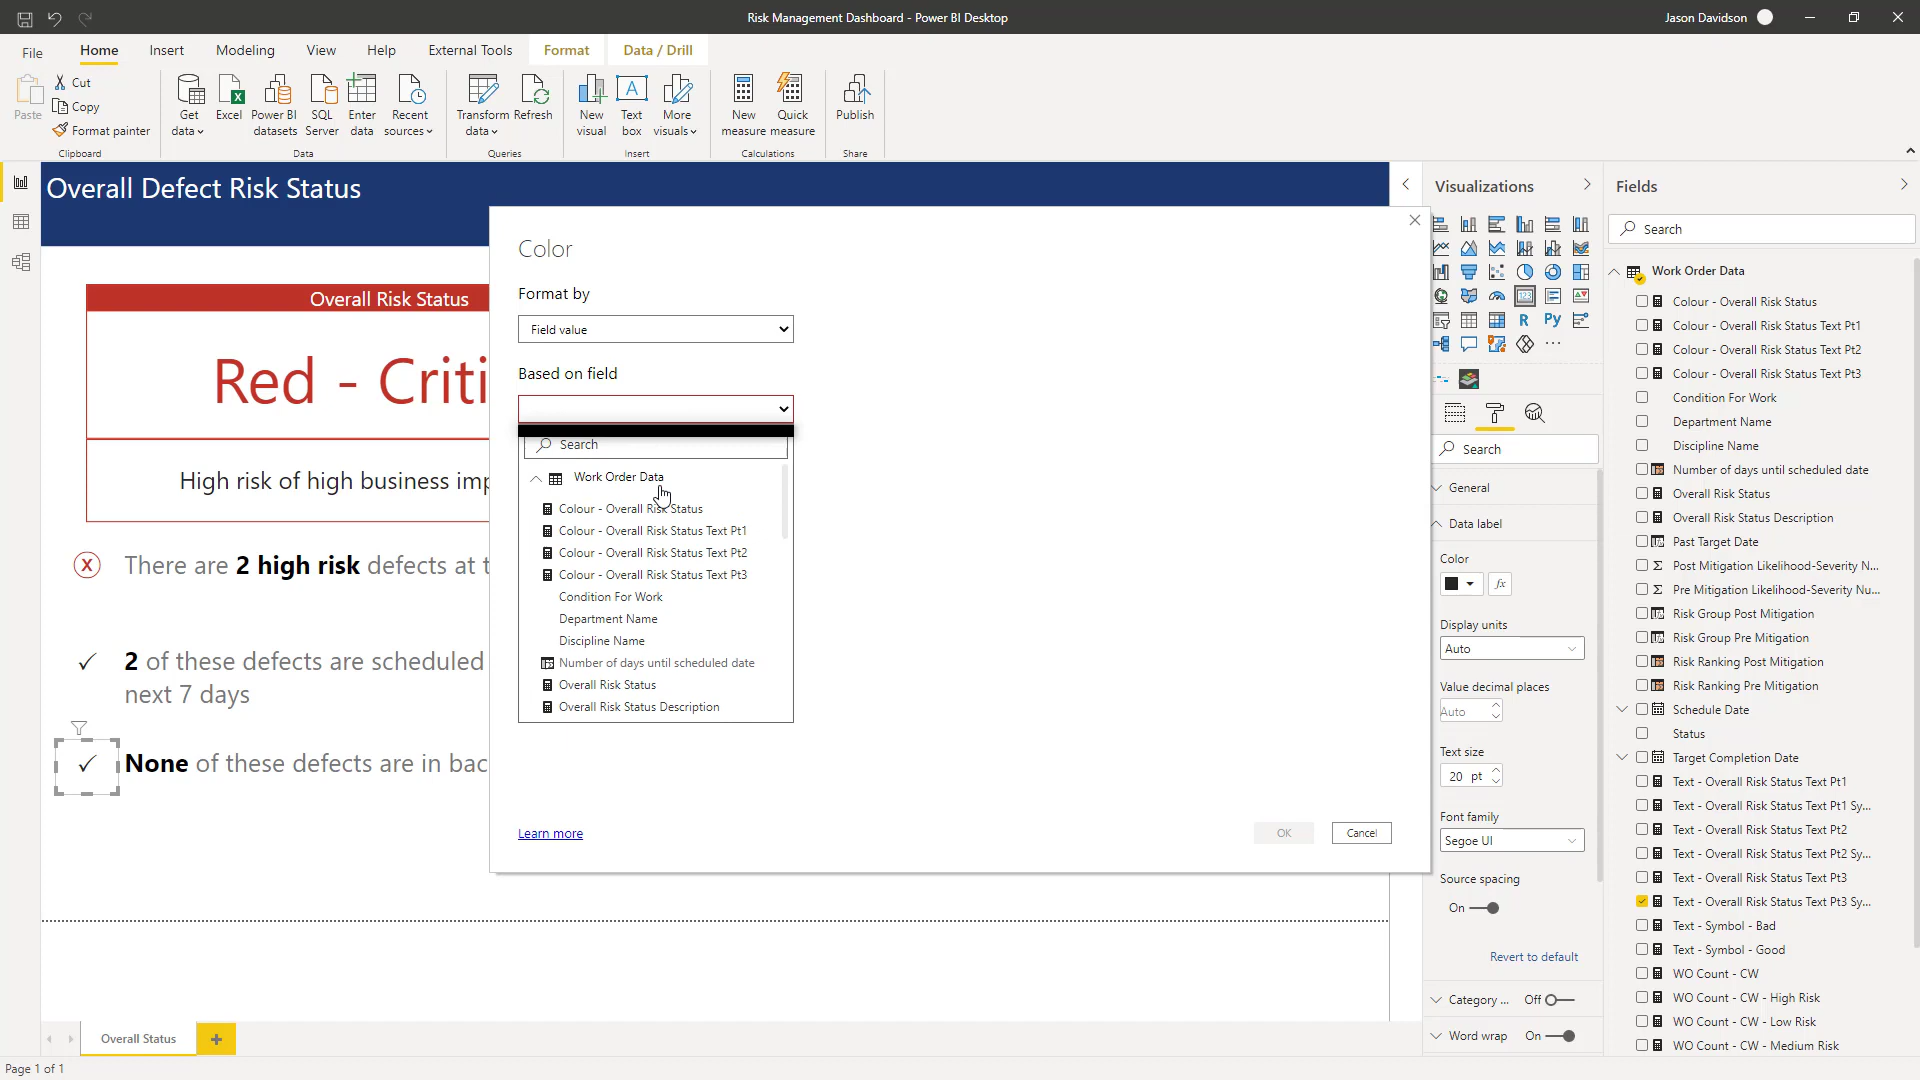 Risk Management Dashboard - Power BI Desktop
Jason Davidson
File
Home
Insert
Modeling
View
Help
External Tools
Format
Data / Drill
Paste
Cut
Copy
Format painter
Clipboard
Get data
Excel
Power BI datasets
SQL Server
Enter data
Recent sources
Data
Transform data
Refresh
Queries
New visual
Text box
More visuals
Insert
New measure
Quick measure
Calculations
Publish
Share
Overall Defect Risk Status
Overall Risk Status
Red - Criti
High risk of high business imp
X
There are 2 high risk defects at t
✓
2 of these defects are scheduled
next 7 days
✓
None of these defects are in bac
Color
Format by
Field value
Based on field
Search
Work Order Data
Colour - Overall Risk Status
Colour - Overall Risk Status Text Pt1
Colour - Overall Risk Status Text Pt2
Colour - Overall Risk Status Text Pt3
Condition For Work
Department Name
Discipline Name
Number of days until scheduled date
Overall Risk Status
Overall Risk Status Description
Learn more
OK
Cancel
Visualizations
R
Py
Search
General
Data label
Color
fx
Display units
Auto
Value decimal places
Auto
Text size
20 pt
Font family
Segoe UI
Source spacing
On
Revert to default
Category ... Off
Word wrap On
Fields
Search
Work Order Data
Colour - Overall Risk Status
Colour - Overall Risk Status Text Pt1
Colour - Overall Risk Status Text Pt2
Colour - Overall Risk Status Text Pt3
Condition For Work
Department Name
Discipline Name
Number of days until scheduled date
Overall Risk Status
Overall Risk Status Description
Past Target Date
Post Mitigation Likelihood-Severity N...
Pre Mitigation Likelihood-Severity Nu...
Risk Group Post Mitigation
Risk Group Pre Mitigation
Risk Ranking Post Mitigation
Risk Ranking Pre Mitigation
Schedule Date
Status
Target Completion Date
Text - Overall Risk Status Text Pt1
Text - Overall Risk Status Text Pt1 Sy...
Text - Overall Risk Status Text Pt2
Text - Overall Risk Status Text Pt2 Sy...
Text - Overall Risk Status Text Pt3
Text - Overall Risk Status Text Pt3 Sy...
Text - Symbol - Bad
Text - Symbol - Good
WO Count - CW
WO Count - CW - High Risk
WO Count - CW - Low Risk
WO Count - CW - Medium Risk
Overall Status
Page 1 of 1